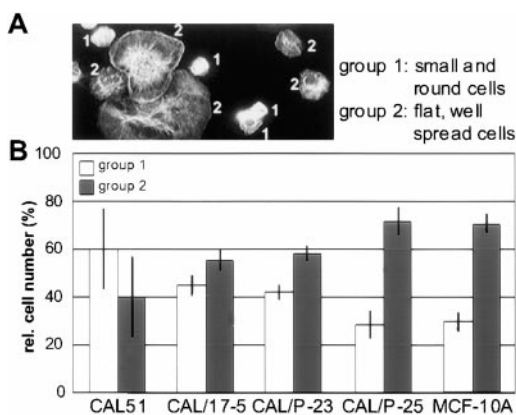 A
1
2
2
1
2
2
2
1
1
group 1: small and
round cells
group 2: flat, well
spread cells
B
100
80
60
40
20
0
rel. cell number (%)
group 1
group 2
CAL51 CAL/17-5 CAL/P-23 CAL/P-25 MCF-10A